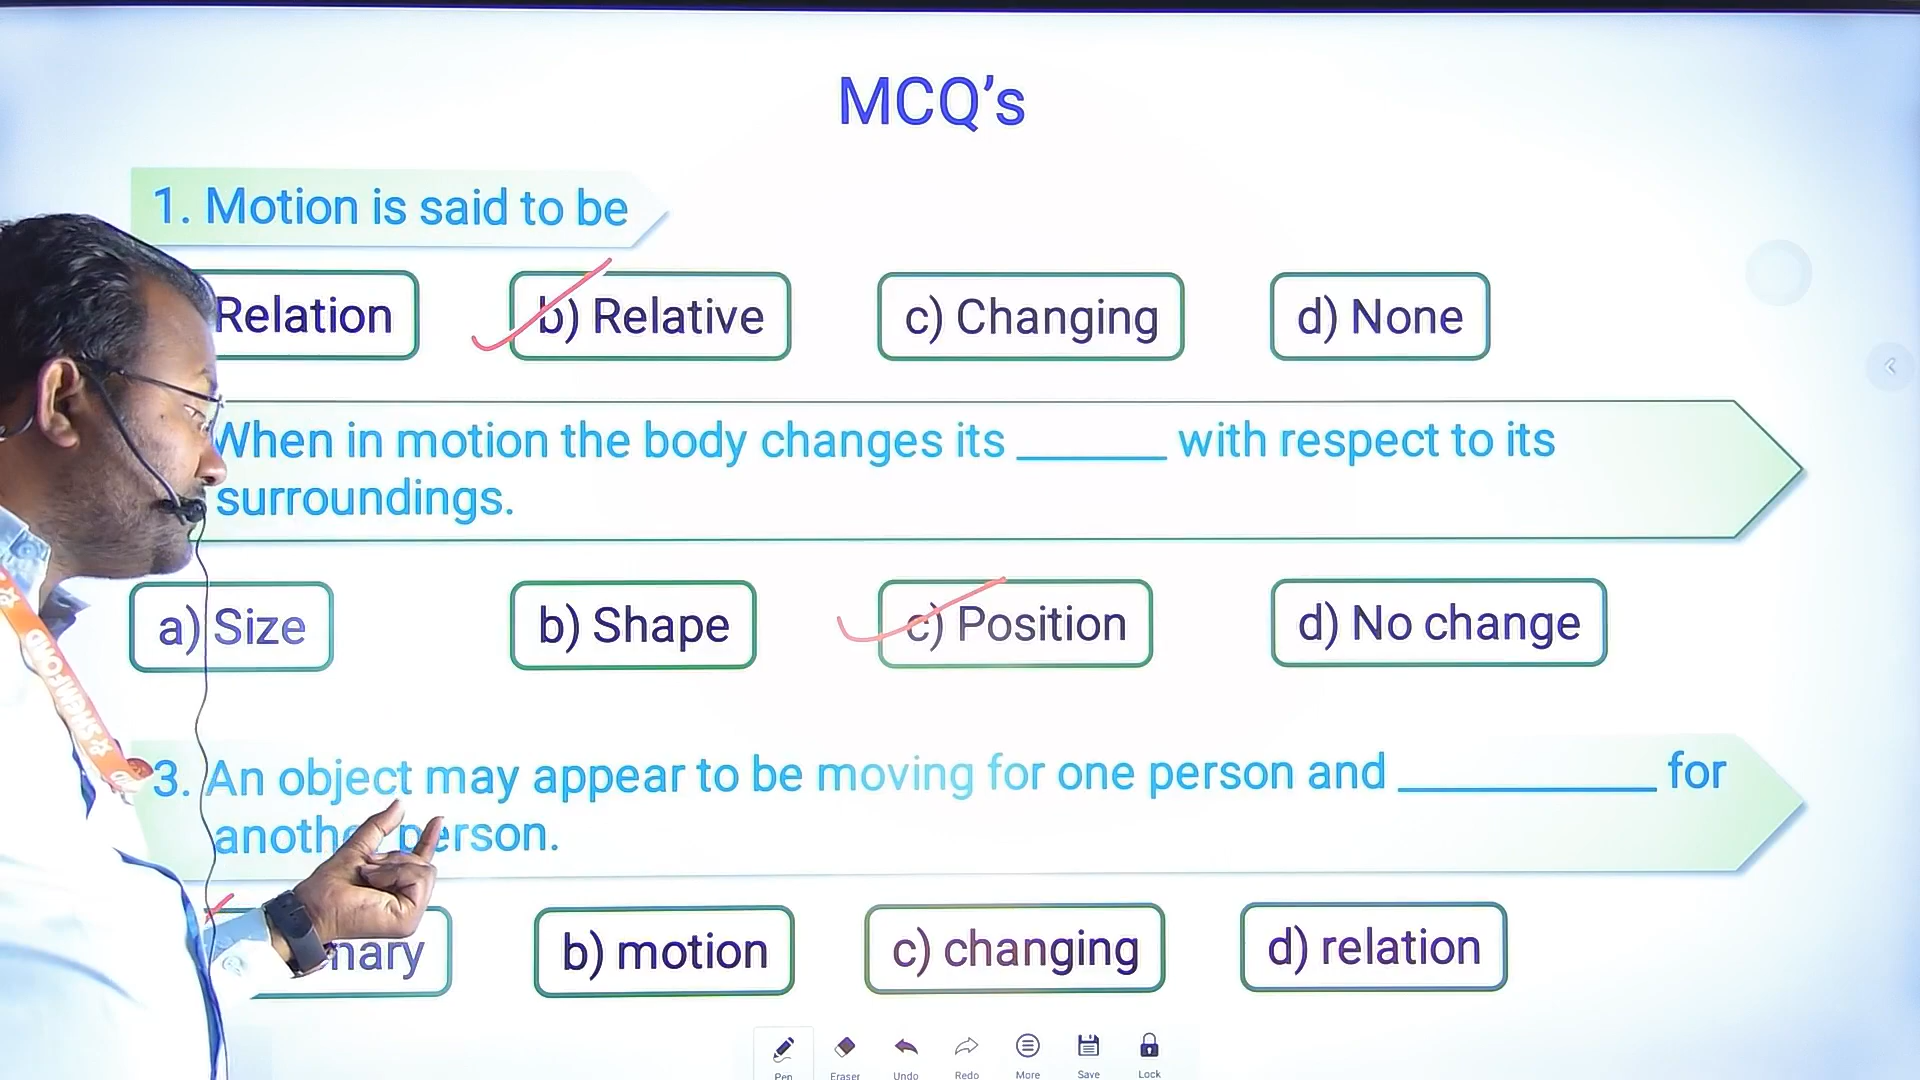 MCQ's
1. Motion is said to be
Relation b) Relative c) Changing d) None
When in motion the body changes its ______ with respect to its
surroundings.
a) Size b) Shape c) Position d) No change
3. An object may appear to be moving for one person and __________ for
person.
b) motion c) changing d) relation
Pen Eraser Undo Redo More Save Lock
SHEMFORD